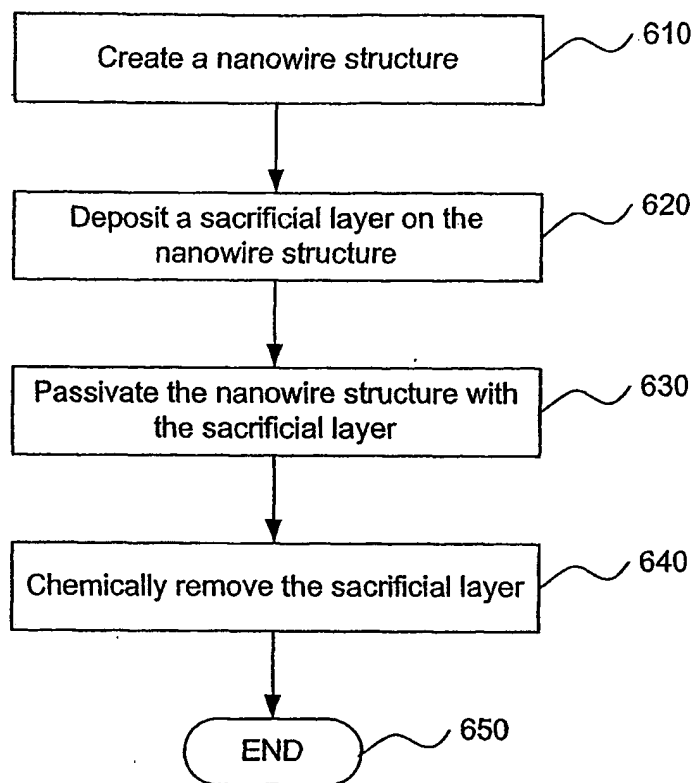 Create a nanowire structure
610
Deposit a sacrificial layer on the
nanowire structure
620
Passivate the nanowire structure with
the sacrificial layer
630
Chemically remove the sacrificial layer
640
END
650